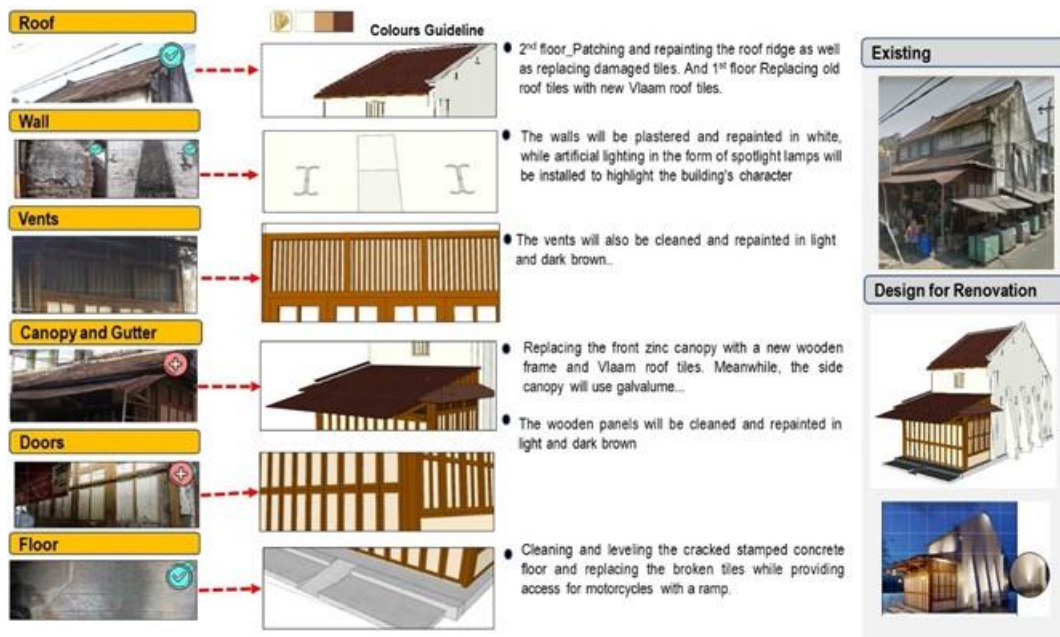 Roof
Colours Guideline
2nd floor_Patching and repainting the roof ridge as well
as replacing damaged tiles. And 1st floor Replacing old
roof tiles with new Vlaam roof tiles.
Wall
The walls will be plastered and repainted in white,
while artificial lighting in the form of spotlight lamps will
be installed to highlight the building's character
Vents
The vents will also be cleaned and repainted in light
and dark brown..
Canopy and Gutter
Replacing the front zinc canopy with a new wooden
frame and Vlaam roof tiles. Meanwhile, the side
canopy will use galvalume...
Doors
The wooden panels will be cleaned and repainted in
light and dark brown
Floor
Cleaning and leveling the cracked stamped concrete
floor and replacing the broken tiles while providing
access for motorcycles with a ramp.
Existing
Design for Renovation